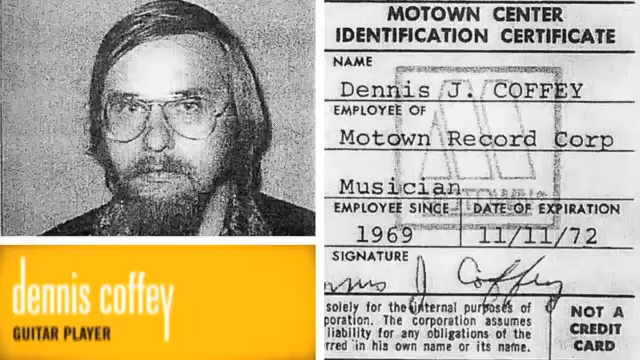 MOTOWN CENTER
IDENTIFICATION CERTIFICATE
NAME
Dennis J. COFFEY
EMPLOYEE OF
Motown Record Corp
Musician
EMPLOYEE SINCE DATE OF EXPIRATION
1969 11/11/72
SIGNATURE
J Coffey
solely for the internal purposes of
poration. The corporation assumes
liability for any obligations of the
rred in his own name or its name.
NOT A
CREDIT
CARD
dennis coffey
GUITAR PLAYER